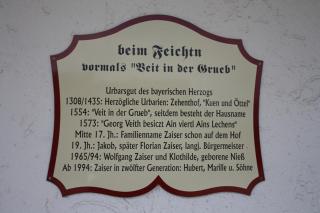 beim Feichtn
vormals "Veit in der Grueb"
Urbarsgut des bayerischen Herzogs
1308/1435: Herzögliche Urbarien: Zehenthof, "Kuen und Öttel"
1554: "Veit in der Grueb", seitdem besteht der Hausname
1573: "Georg Veith besiczt Ain vierdl Ains Lechens"
Mitte 17. Jh.: Familienname Zaiser schon auf dem Hof
19. Jh.: Jakob, später Florian Zaiser, langj. Bürgermeister
1965/94: Wolfgang Zaiser und Klothilde, geborene Nieß
Ab 1994: Zaiser in zwölfter Generation: Hubert, Marille u. Söhne